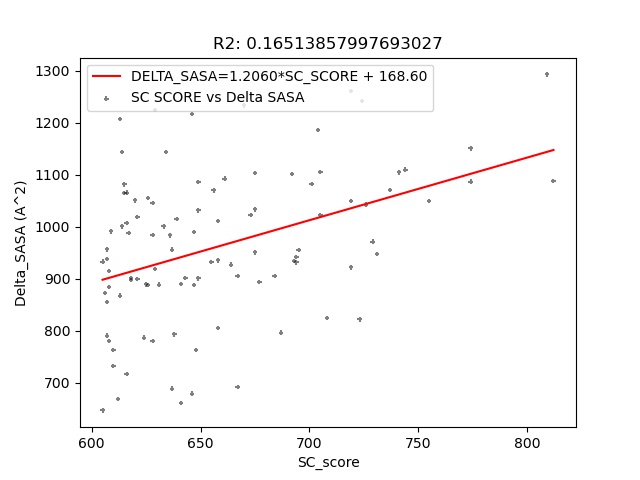 R2: 0.16513857997693027
DELTA_SASA=1.2060*SC_SCORE + 168.60
SC SCORE vs Delta SASA
Delta_SASA (A^2)
1300
1200
1100
1000
900
800
700
600 650 700 750 800
SC_score